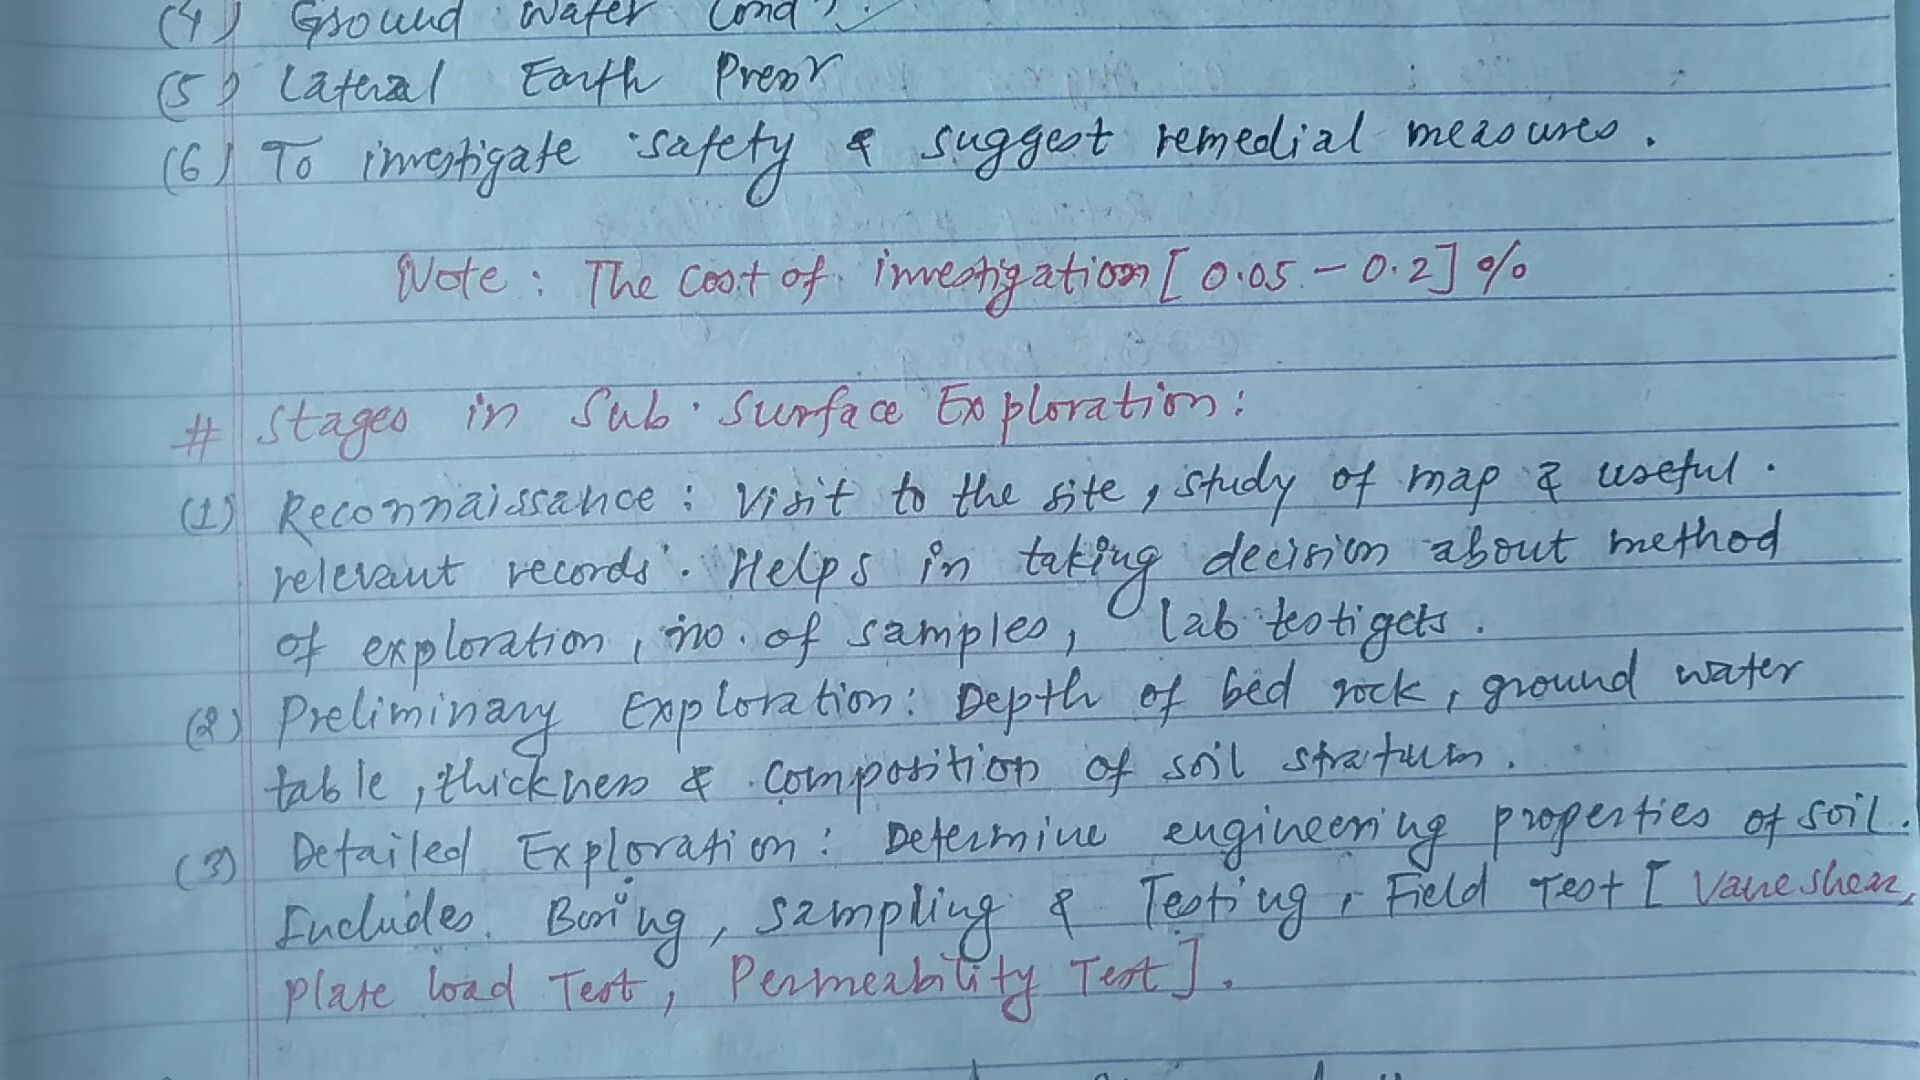 (4) Ground Water Cond
(5) Lateral Earth Pressr
(6) To investigate safety & suggest remedial measures.
Note: The Cost of investigation [0.05 - 0.2] %
# Stages in Sub-Surface Exploration:
(1) Reconnaissance: Visit to the site, study of map & useful.
relevant records. Helps in taking decision about method
of exploration, no. of samples, lab
(2) Preliminary Exploration: Depth of bed rock, ground water
table, thickness & composition of soil stratum.
(3) Detailed Exploration: Determine engineering properties of soil.
Includes Boring, sampling & Testing, Field Test [Vane shear,
Plate load Test, Permeability Test].